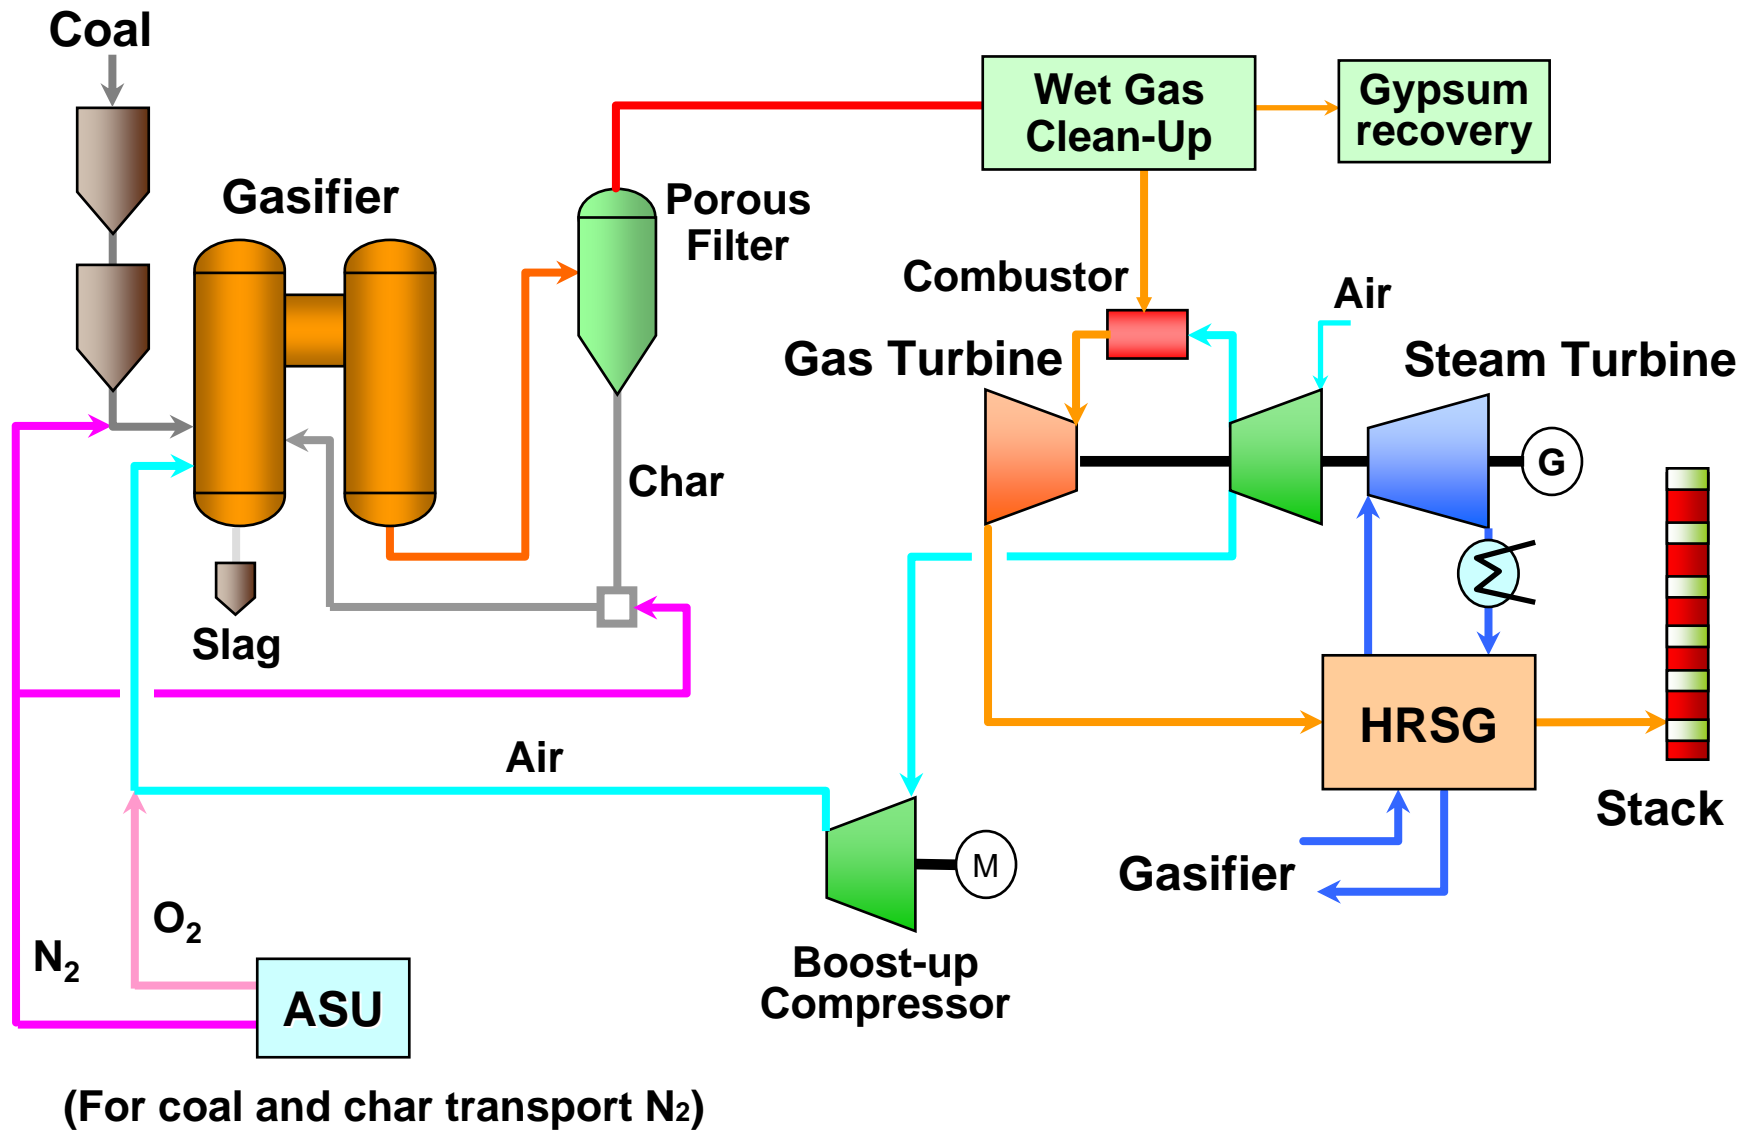 Coal
Wet Gas
Clean-Up
Gypsum
recovery
Gasifier
Porous
Filter
Combustor
Air
Gas Turbine
Steam Turbine
G
Char
Slag
HRSG
Air
Stack
M
Gasifier
O₂
N₂
Boost-up
Compressor
ASU
(For coal and char transport N₂)